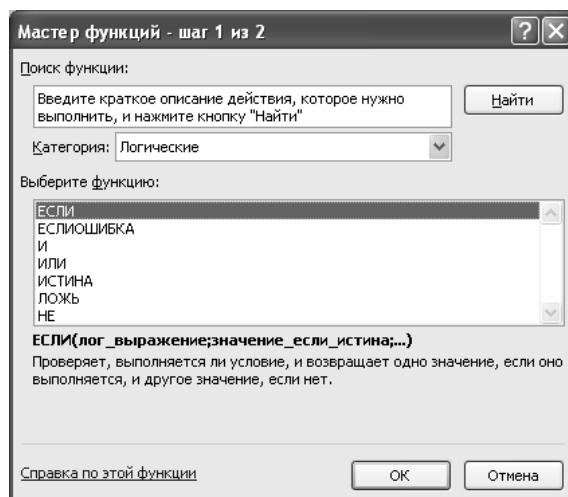 Мастер функций - шаг 1 из 2
Поиск функции:
Введите краткое описание действия, которое нужно
выполнить, и нажмите кнопку "Найти"
Найти
Категория: Логические
Выберите функцию:
ЕСЛИ
ЕСЛИОШИБКА
И
ИЛИ
ИСТИНА
ЛОЖЬ
НЕ
ЕСЛИ(лог_выражение;значение_если_истина;...)
Проверяет, выполняется ли условие, и возвращает одно значение, если оно
выполняется, и другое значение, если нет.
Справка по этой функции
ОК
Отмена